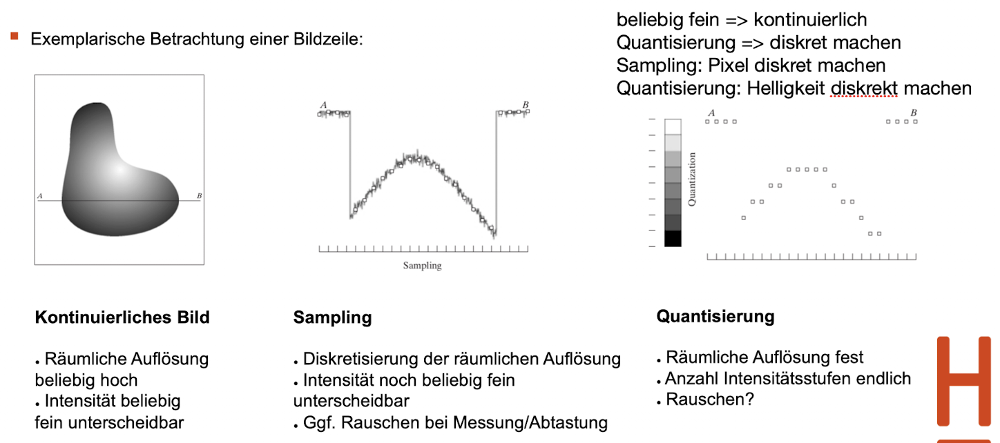 beliebig fein => kontinuierlich
Quantisierung => diskret machen
Sampling: Pixel diskret machen
Quantisierung: Helligkeit diskrekt machen
Exemplarische Betrachtung einer Bildzeile:
A
B
A
B
Sampling
Quantization
A
B
Kontinuierliches Bild
• Räumliche Auflösung
beliebig hoch
• Intensität beliebig
fein unterscheidbar
Sampling
• Diskretisierung der räumlichen Auflösung
• Intensität noch beliebig fein
unterscheidbar
• Ggf. Rauschen bei Messung/Abtastung
Quantisierung
• Räumliche Auflösung fest
• Anzahl Intensitätsstufen endlich
• Rauschen?
H